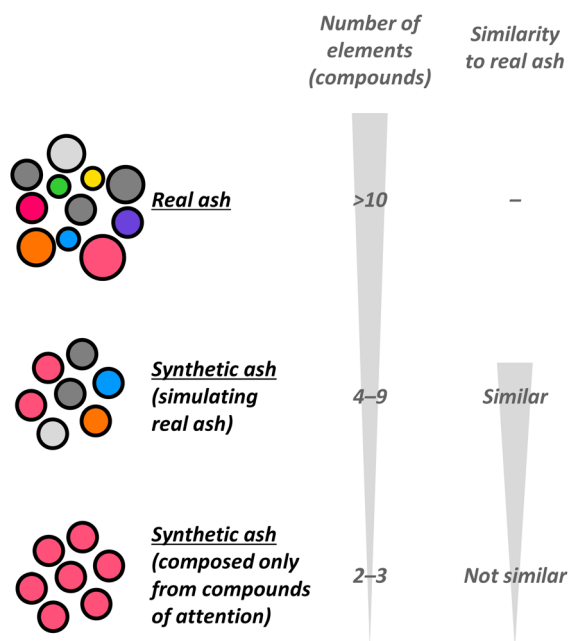 Number of
elements
(compounds)
Similarity
to real ash
Real ash
>10
–
Synthetic ash
(simulating
real ash)
4–9
Similar
Synthetic ash
(composed only
from compounds
of attention)
2–3
Not similar